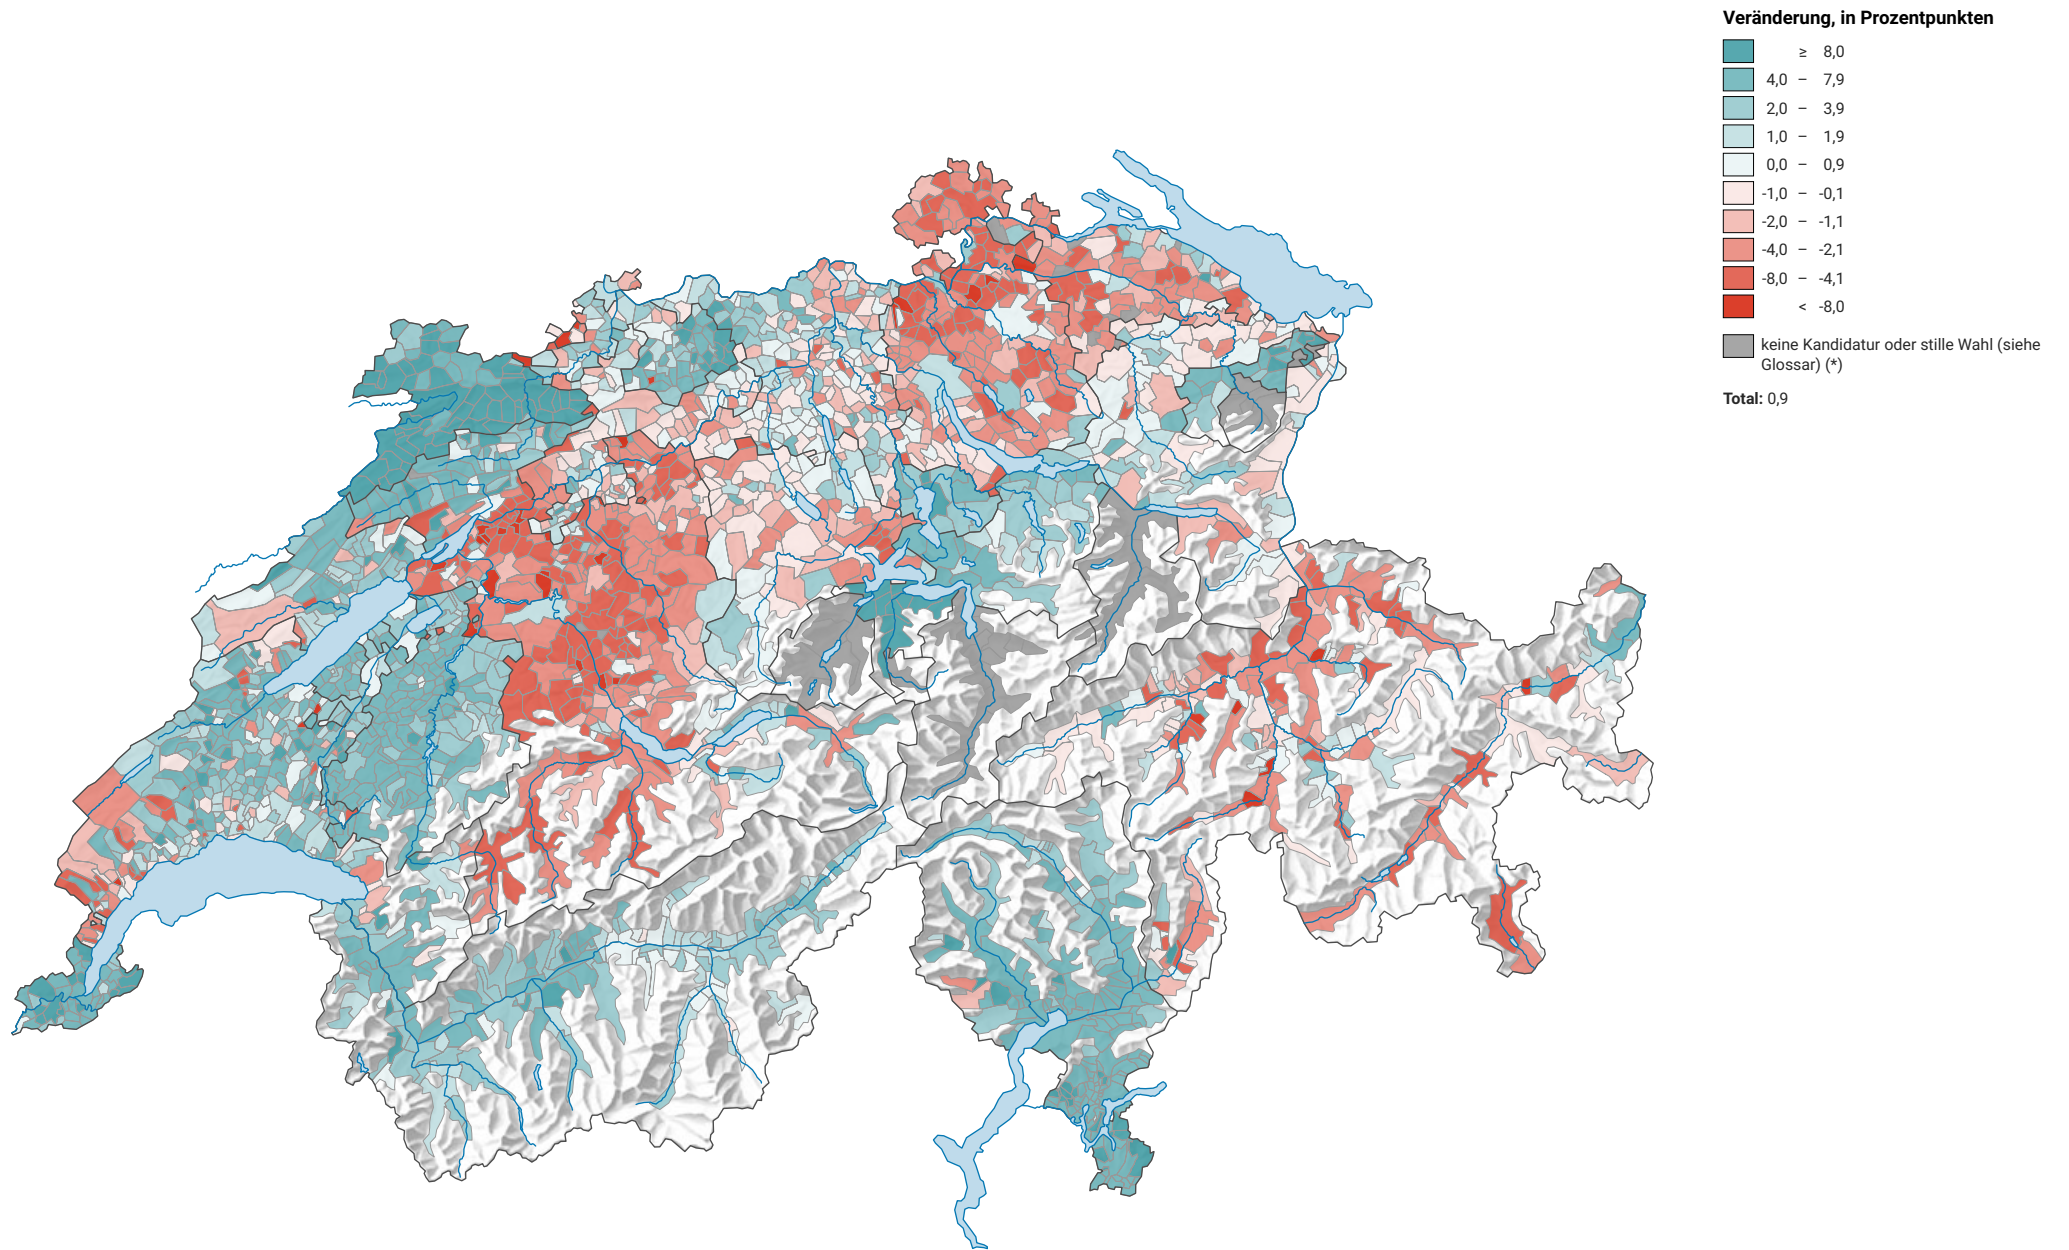 Veränderung, in Prozentpunkten
≥ 8,0
4,0 – 7,9
2,0 – 3,9
1,0 – 1,9
0,0 – 0,9
-1,0 – -0,1
-2,0 – -1,1
-4,0 – -2,1
-8,0 – -4,1
< -8,0
keine Kandidatur oder stille Wahl (siehe
Glossar) (*)
Total: 0,9